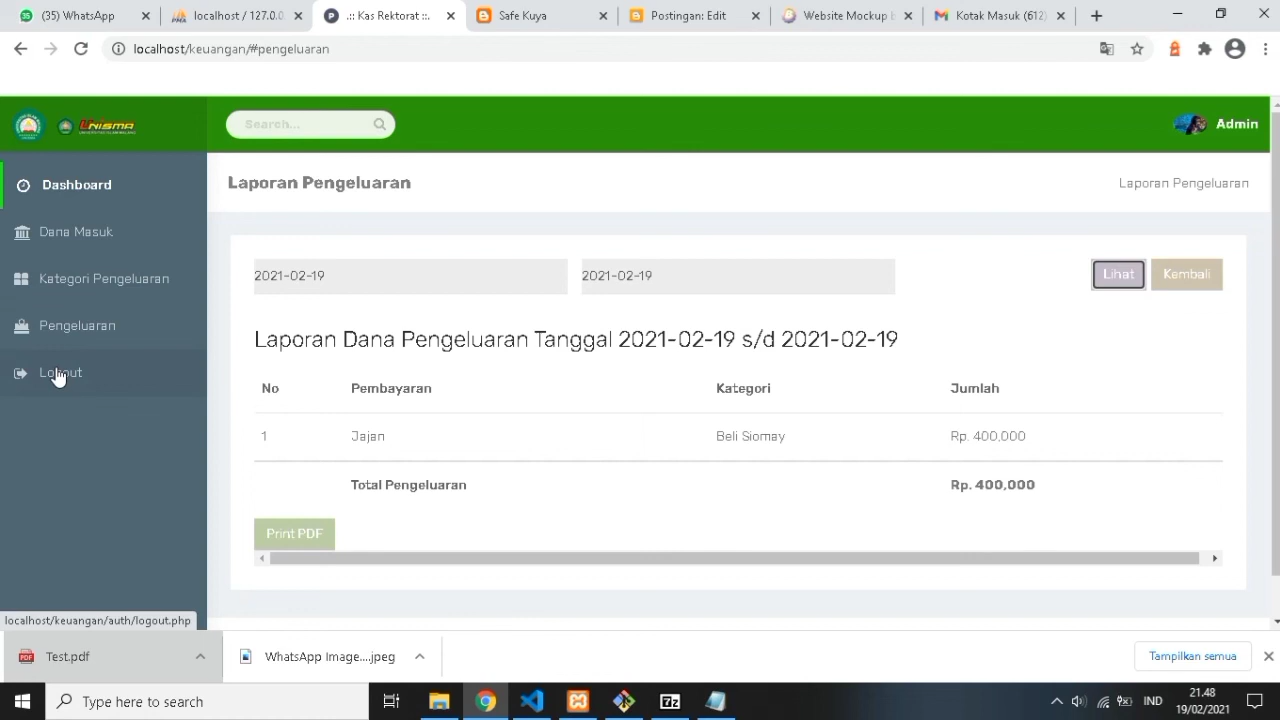 (35) WhatsApp
localhost / 127.0.0
.:: Kas Rektorat ::.
Safe Kuya
Postingan: Edit
Website Mockup
Kotak Masuk (612)
localhost/keuangan/#pengeluaran
UNISMA
Search...
Admin
Dashboard
Laporan Pengeluaran
Laporan Pengeluaran
Dana Masuk
Kategori Pengeluaran
Pengeluaran
Logout
2021-02-19
2021-02-19
Lihat
Kembali
Laporan Dana Pengeluaran Tanggal 2021-02-19 s/d 2021-02-19
No Pembayaran Kategori Jumlah
1 Jajan Beli Siomay Rp. 400,000
Total Pengeluaran Rp. 400,000
Print PDF
localhost/keuangan/auth/logout.php
Test.pdf
WhatsApp Image....jpeg
Tampilkan semua
Type here to search
IND
21.48
19/02/2021